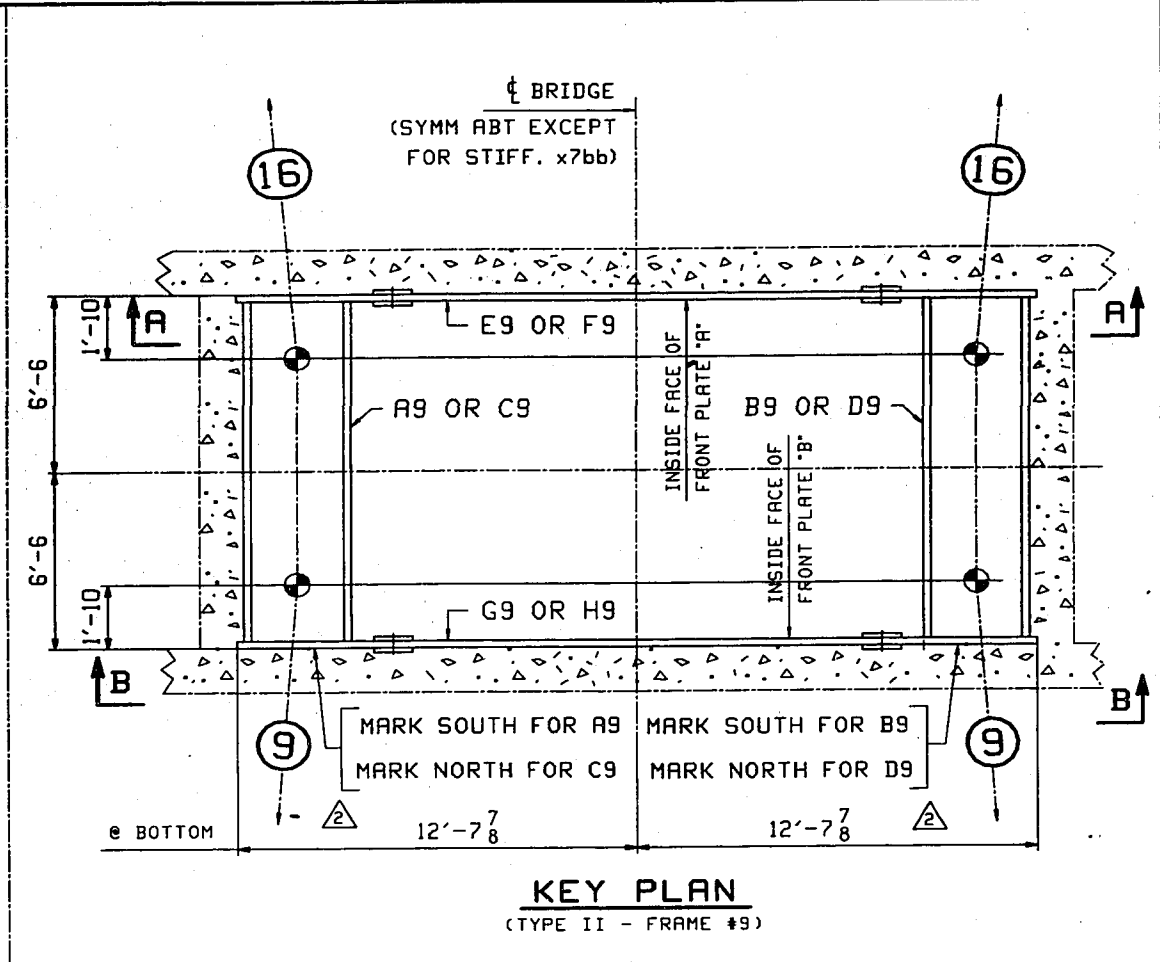 ℄ BRIDGE
(SYMM ABT EXCEPT
FOR STIFF. x7bb)
16
16
A
A
1'-10
6'-6
E9 OR F9
INSIDE FACE OF
FRONT PLATE "A"
A9 OR C9
B9 OR D9
INSIDE FACE OF
FRONT PLATE "B"
6'-6
1'-10
G9 OR H9
B
B
9
9
MARK SOUTH FOR A9
MARK NORTH FOR C9
MARK SOUTH FOR B9
MARK NORTH FOR D9
2
2
@ BOTTOM
12'-7 7/8
12'-7 7/8
KEY PLAN
(TYPE II - FRAME #9)